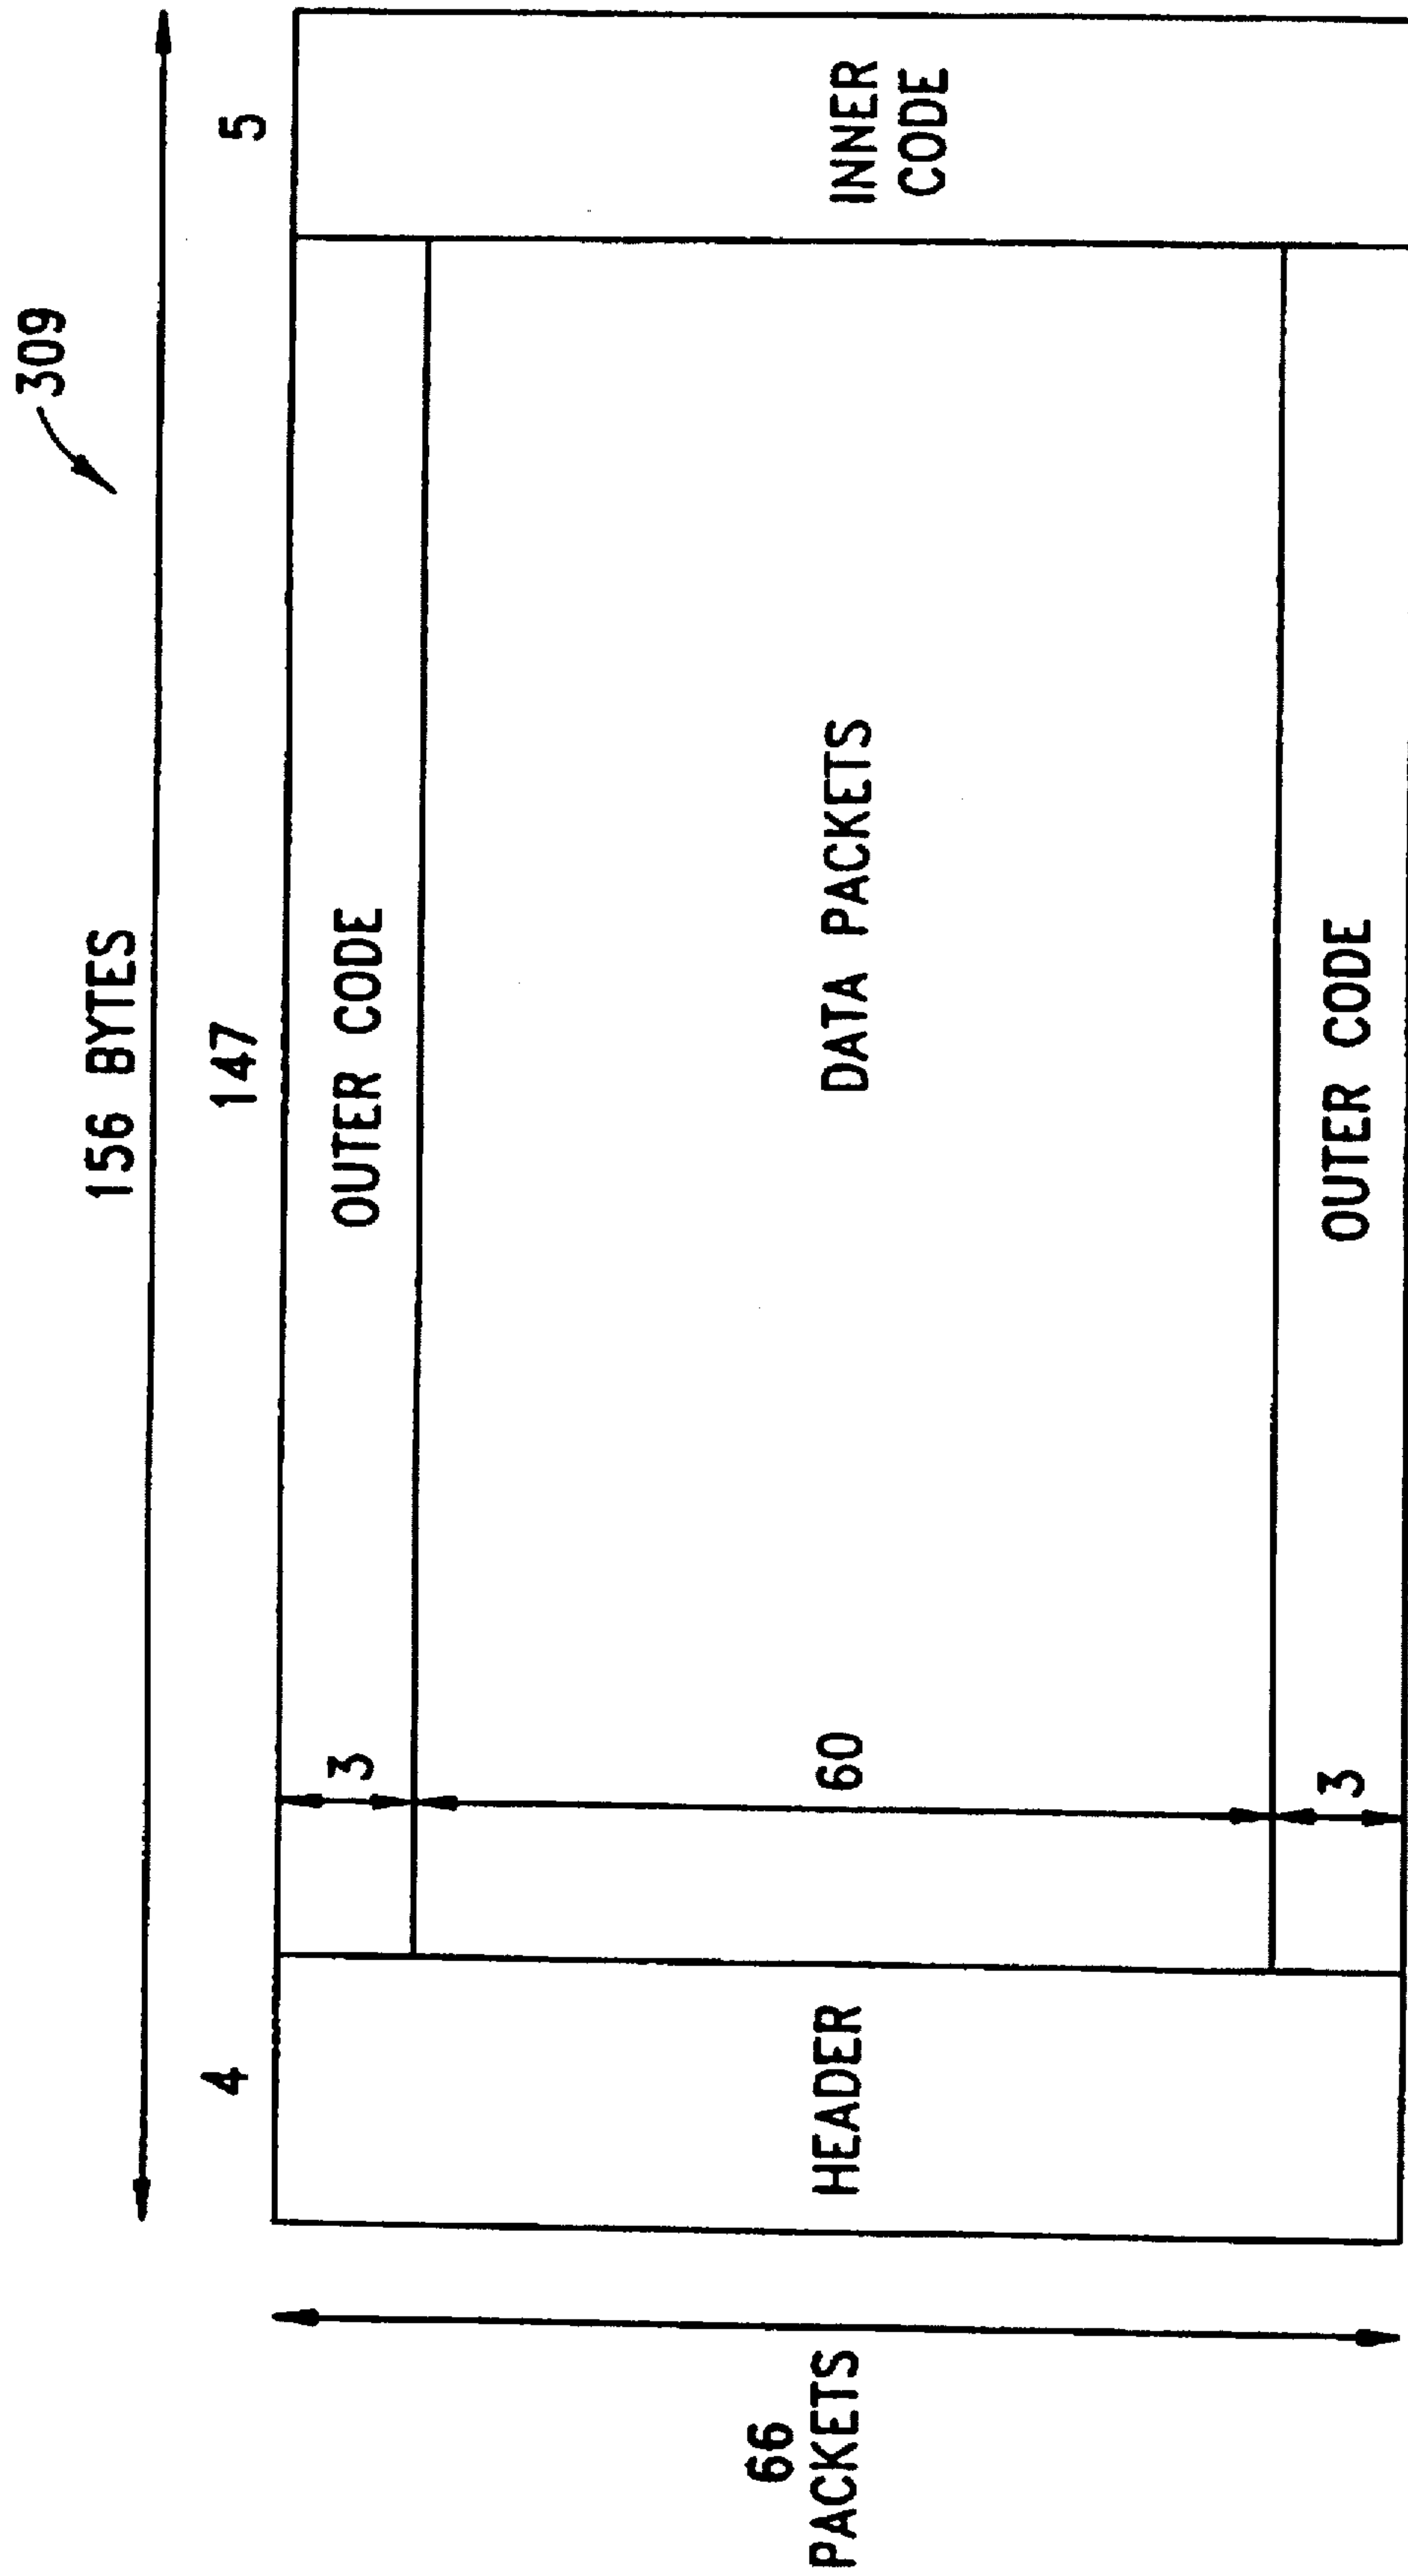 309
156 BYTES
4
147
5
OUTER CODE
3
66
PACKETS
HEADER
60
DATA PACKETS
INNER
CODE
3
OUTER CODE